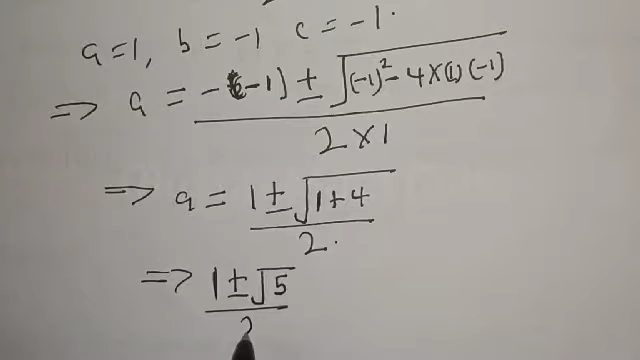 a = 1, b = -1 c = -1.
=> a = -(-1) ± √(-1)² - 4×(1)(-1) / 2×1
=> a = 1 ± √1+4 / 2.
=> 1 ± √5 / 2